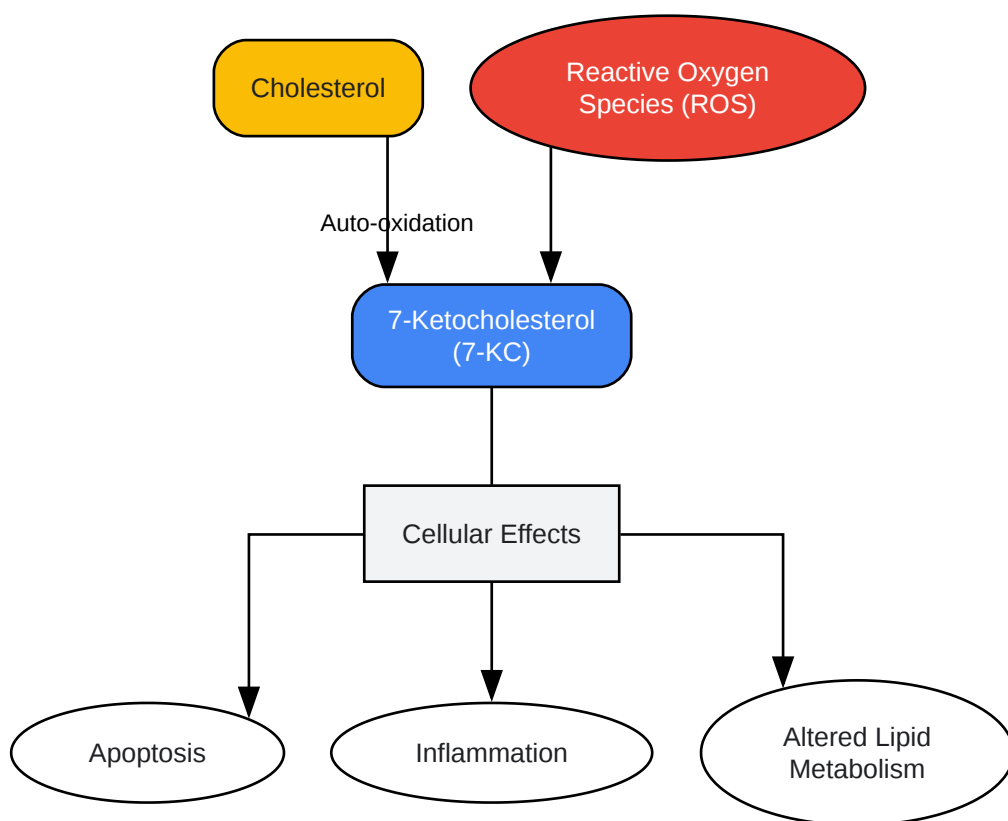 Cholesterol
Reactive Oxygen
Species (ROS)
Auto-oxidation
7-Ketocholesterol
(7-KC)
Cellular Effects
Apoptosis
Inflammation
Altered Lipid
Metabolism